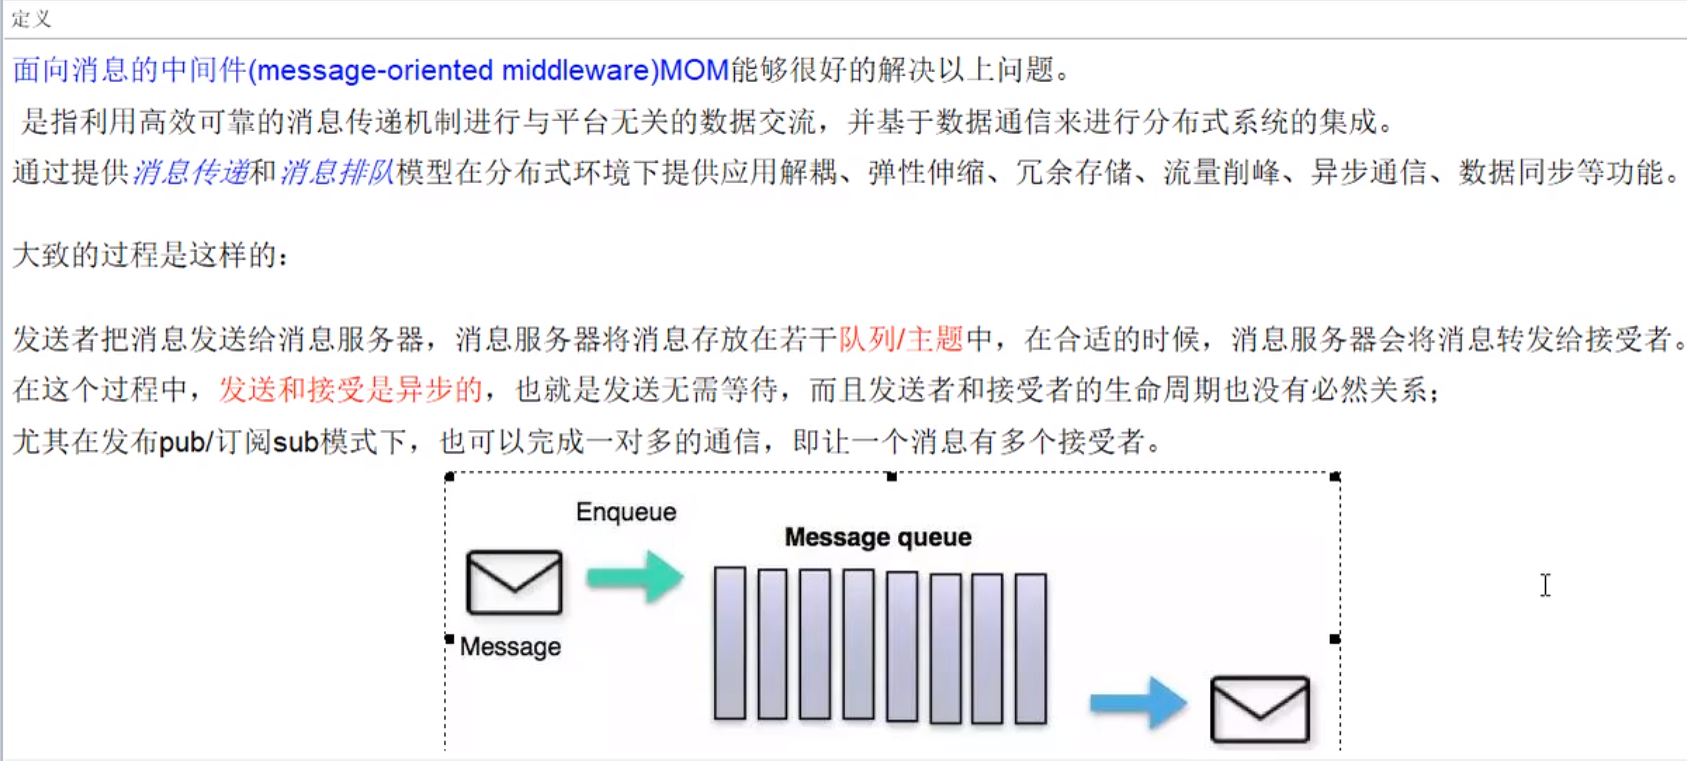 定义
面向消息的中间件(message-oriented middleware)MOM能够很好的解决以上问题。
是指利用高效可靠的消息传递机制进行与平台无关的数据交流，并基于数据通信来进行分布式系统的集成。
通过提供消息传递和消息排队模型在分布式环境下提供应用解耦、弹性伸缩、冗余存储、流量削峰、异步通信、数据同步等功能。
大致的过程是这样的：
发送者把消息发送给消息服务器，消息服务器将消息存放在若干队列/主题中，在合适的时候，消息服务器会将消息转发给接受者。
在这个过程中，发送和接受是异步的，也就是发送无需等待，而且发送者和接受者的生命周期也没有必然关系；
尤其在发布pub/订阅sub模式下，也可以完成一对多的通信，即让一个消息有多个接受者。
Enqueue
Message queue
Message